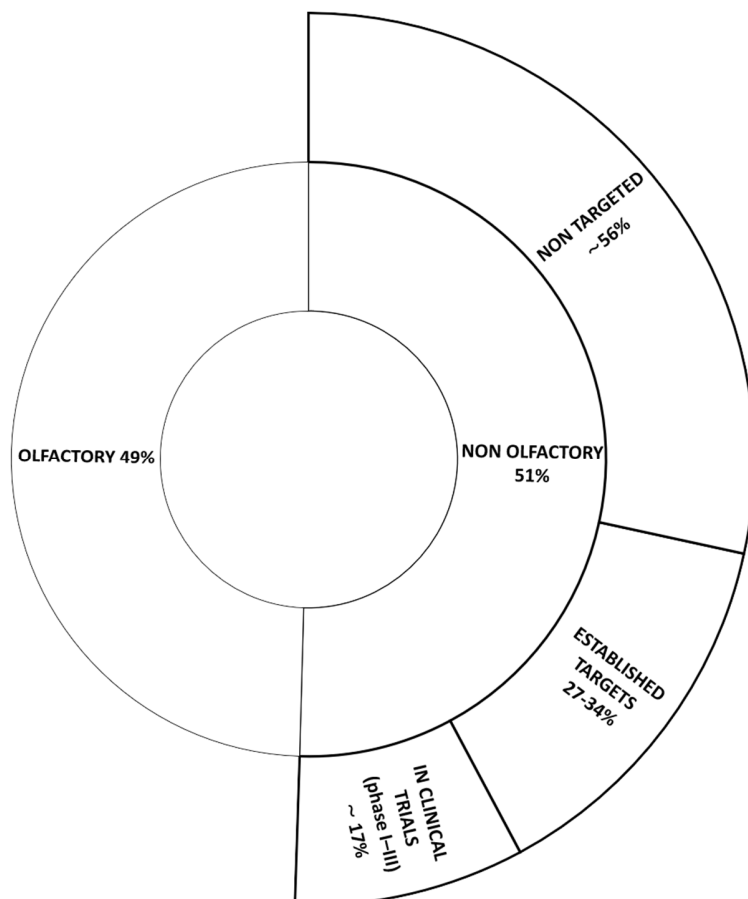 NON TARGETED
~56%
OLFACTORY 49%
NON OLFACTORY
51%
ESTABLISHED
TARGETS
27-34%
IN CLINICAL
TRIALS
(phase I–III)
~ 17%